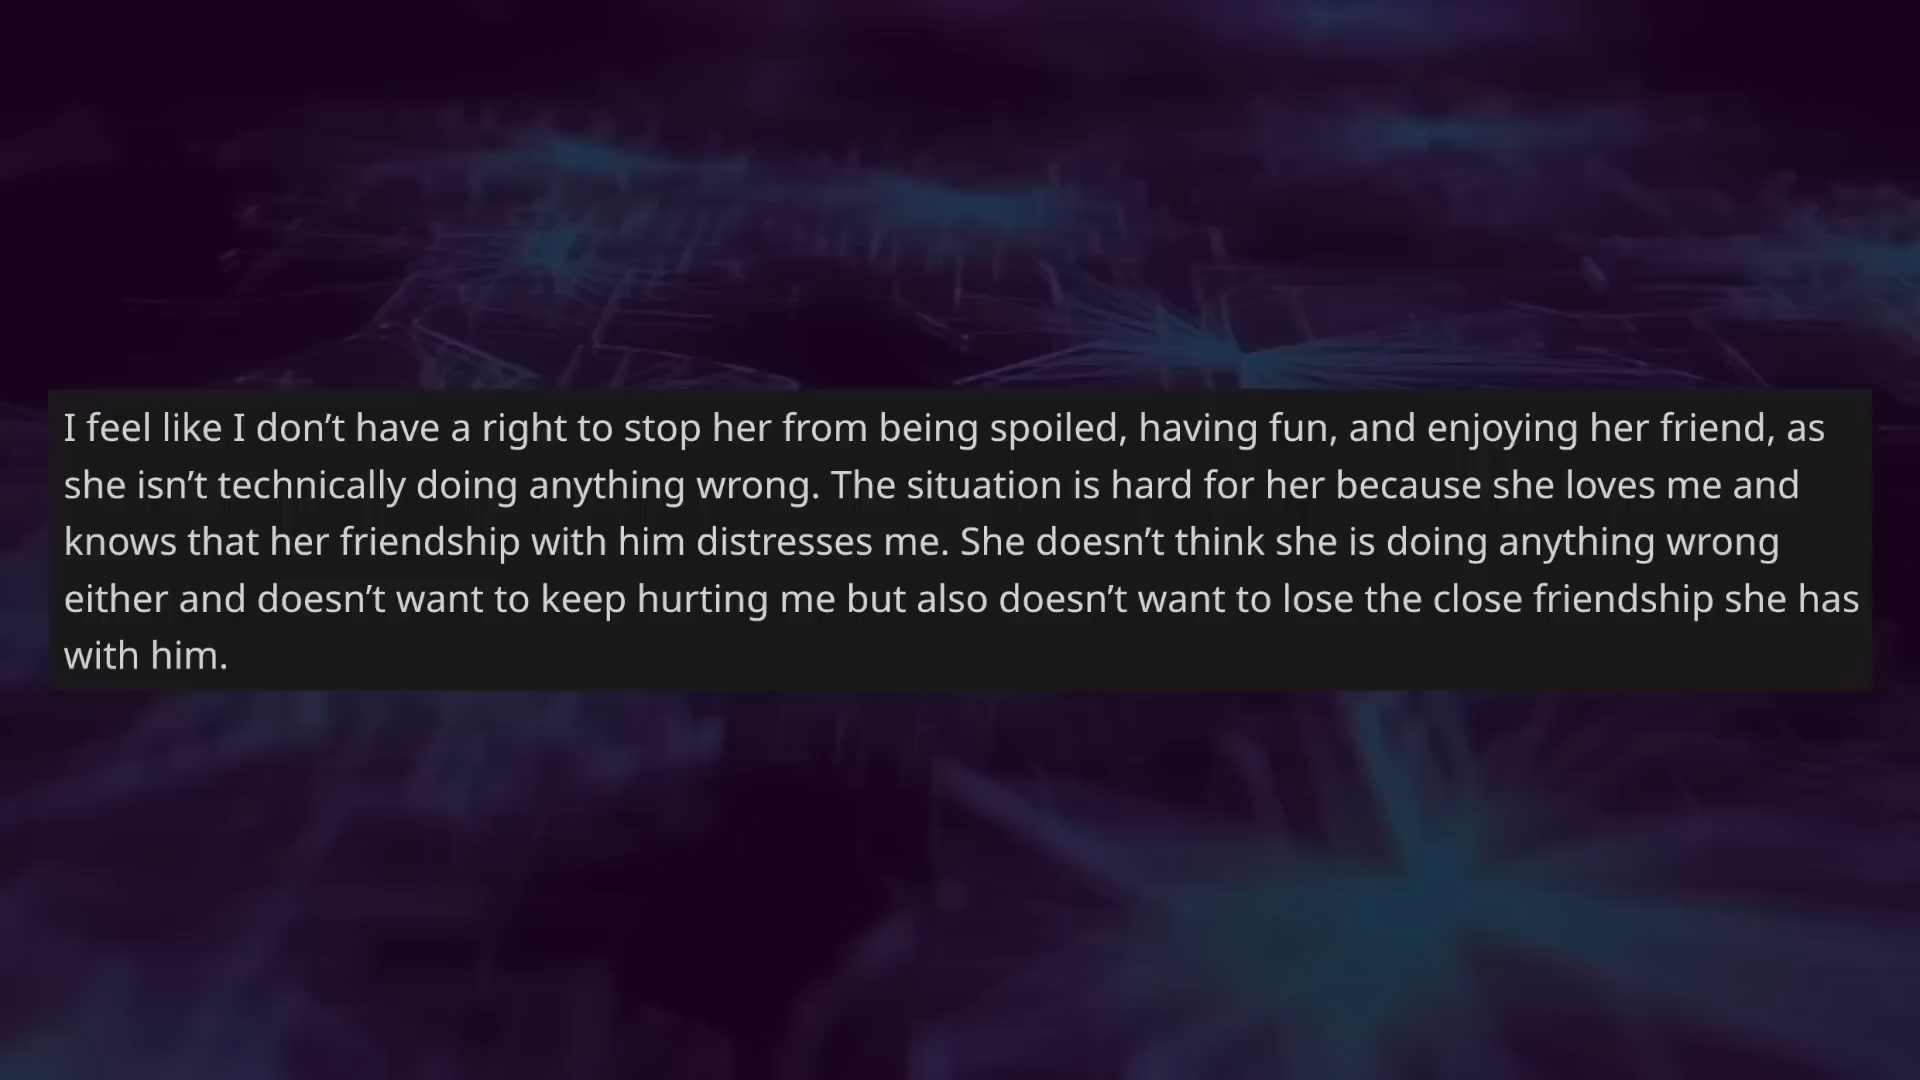 I feel like I don’t have a right to stop her from being spoiled, having fun, and enjoying her friend, as
she isn’t technically doing anything wrong. The situation is hard for her because she loves me and
knows that her friendship with him distresses me. She doesn’t think she is doing anything wrong
either and doesn’t want to keep hurting me but also doesn’t want to lose the close friendship she has
with him.